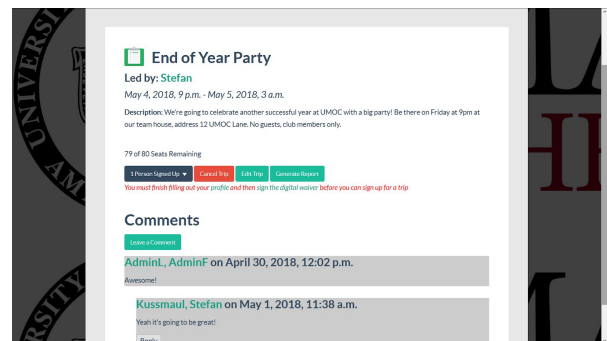 End of Year Party
Led by: Stefan
May 4, 2018, 9 p.m. - May 5, 2018, 3 a.m.
Description: We're going to celebrate another successful year at UMOC with a big party! Be there on Friday at 9pm at
our team house, address 12 UMOC Lane. No guests, club members only.
79 of 80 Seats Remaining
1 Person Signed Up Cancel Trip Edit Trip Generate Report
You must finish filling out your profile and then sign the digital waiver before you can sign up for a trip
Comments
Leave a Comment
AdminL, AdminF on April 30, 2018, 12:02 p.m.
Awesome!
Kussmaul, Stefan on May 1, 2018, 11:38 a.m.
Yeah it's going to be great!
Reply